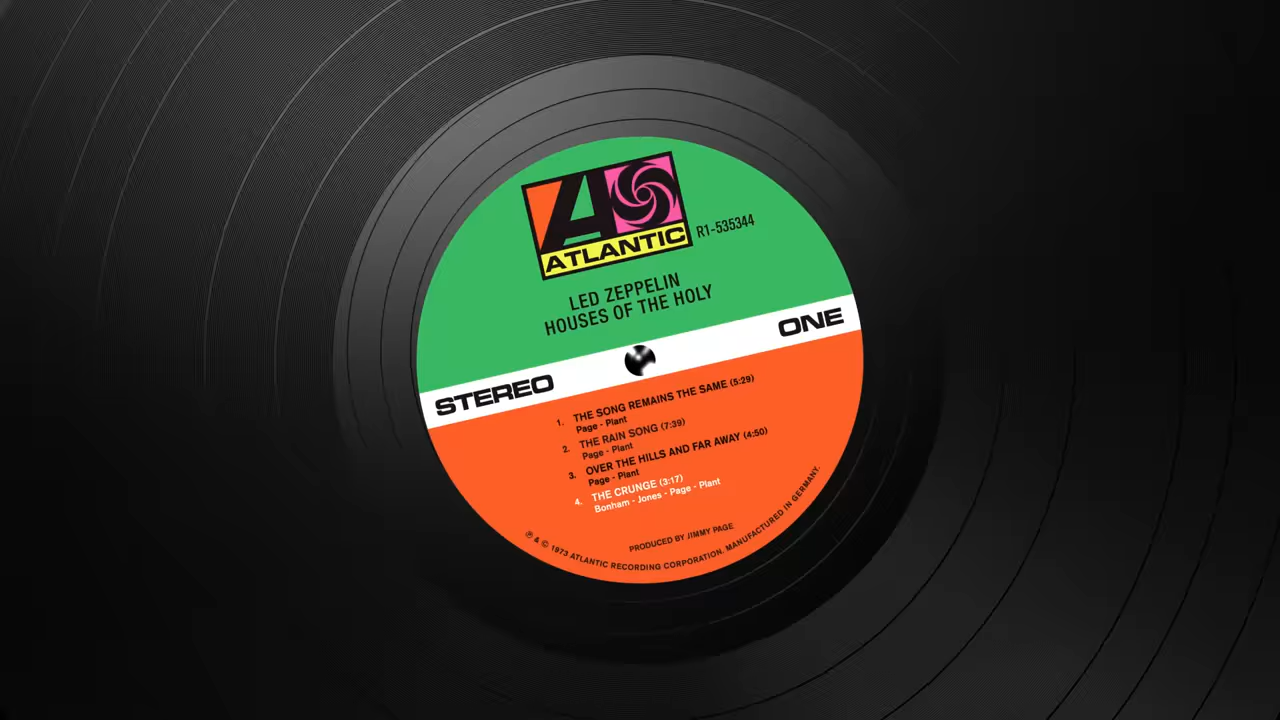 ATLANTIC
R1-535344
LED ZEPPELIN
HOUSES OF THE HOLY
STEREO
ONE
1. THE SONG REMAINS THE SAME (5:29)
Page - Plant
2. THE RAIN SONG (7:39)
Page - Plant
3. OVER THE HILLS AND FAR AWAY (4:50)
Page - Plant
4. THE CRUNGE (3:17)
Bonham - Jones - Page - Plant
PRODUCED BY JIMMY PAGE
℗ & © 1973 ATLANTIC RECORDING CORPORATION. MANUFACTURED IN GERMANY.